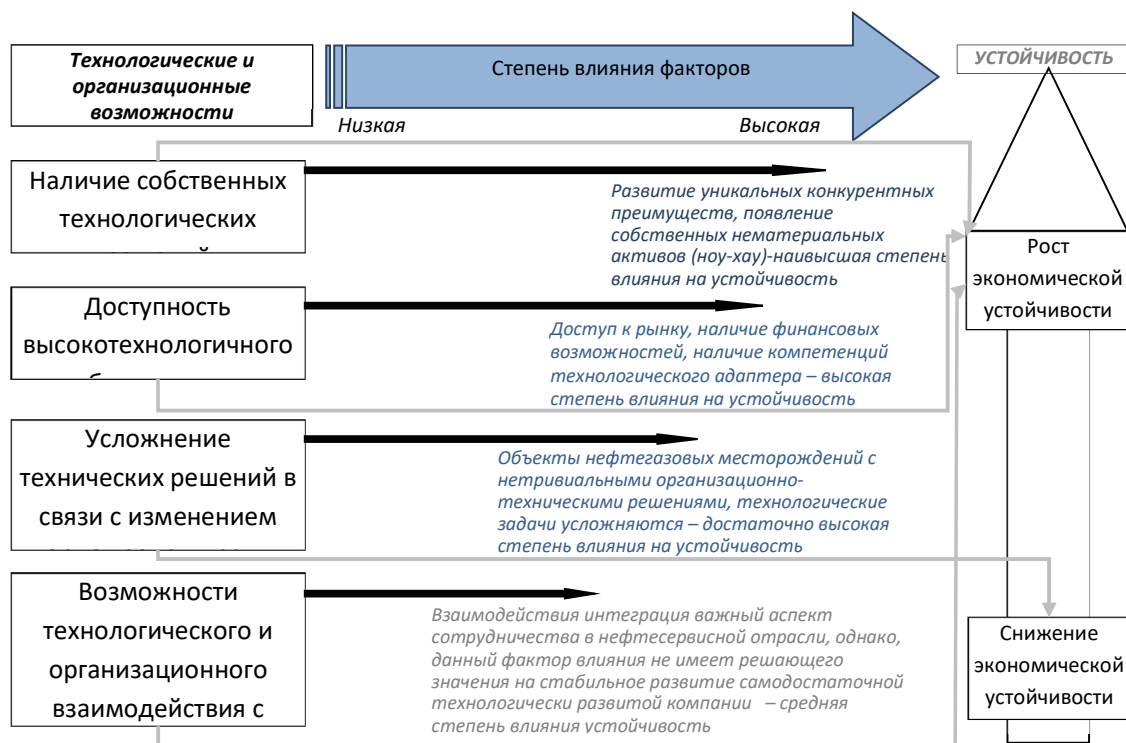 Технологические и
организационные
возможности
Степень влияния факторов
Низкая
Высокая
УСТОЙЧИВОСТЬ
Наличие собственных
технологических
Развитие уникальных конкурентных
преимуществ, появление
собственных нематериальных
активов (ноу-хау)-наивысшая степень
влияния на устойчивость
Рост
экономической
устойчивости
Доступность
высокотехнологичного
Доступ к рынку, наличие финансовых
возможностей, наличие компетенций
технологического адаптера – высокая
степень влияния на устойчивость
Усложнение
технических решений в
связи с изменением
Объекты нефтегазовых месторождений с
нетривиальными организационно-
техническими решениями, технологические
задачи усложняются – достаточно высокая
степень влияния на устойчивость
Возможности
технологического и
организационного
взаимодействия с
Взаимодействия интеграция важный аспект
сотрудничества в нефтесервисной отрасли, однако,
данный фактор влияния не имеет решающего
значения на стабильное развитие самодостаточной
технологически развитой компании – средняя
степень влияния устойчивость
Снижение
экономической
устойчивости